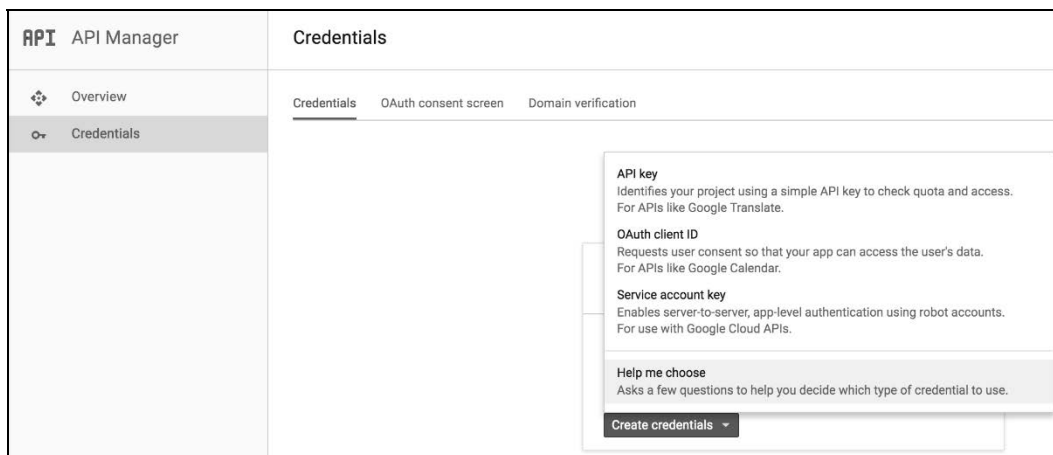 API API Manager
Credentials
Overview
Credentials
Credentials OAuth consent screen Domain verification
API key
Identifies your project using a simple API key to check quota and access.
For APIs like Google Translate.
OAuth client ID
Requests user consent so that your app can access the user's data.
For APIs like Google Calendar.
Service account key
Enables server-to-server, app-level authentication using robot accounts.
For use with Google Cloud APIs.
Help me choose
Asks a few questions to help you decide which type of credential to use.
Create credentials